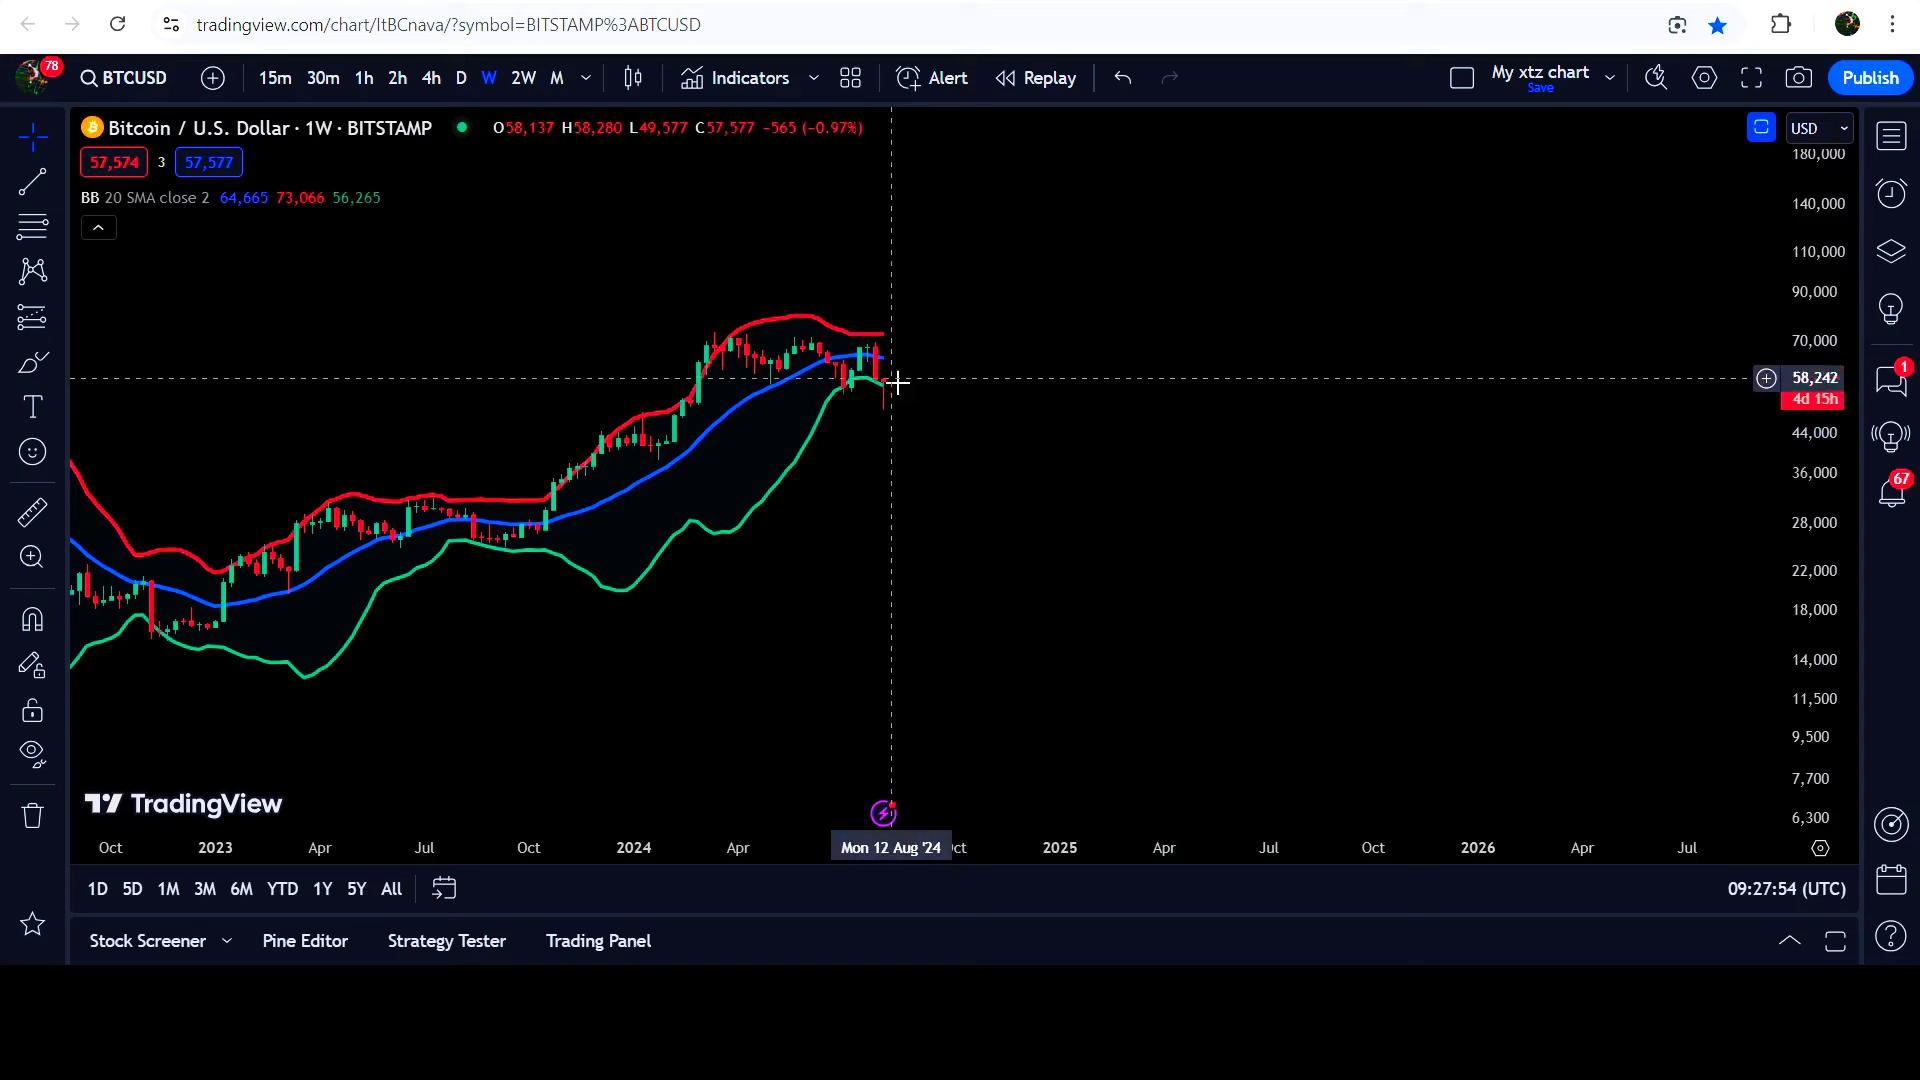 tradingview.com/chart/ItBCnava/?symbol=BITSTAMP%3ABTCUSD
78
BTCUSD 15m 30m 1h 2h 4h D W 2W M Indicators Alert Replay My xtz chart Save Publish
Bitcoin / U.S. Dollar · 1W · BITSTAMP O58,137 H58,280 L49,577 C57,577 −565 (−0.97%) USD
57,574 3 57,577
BB 20 SMA close 2 64,665 73,066 56,265
180,000
140,000
110,000
90,000
70,000
58,242
4d 15h
44,000
36,000
28,000
22,000
18,000
14,000
11,500
9,500
7,700
6,300
1
67
TradingView
Oct 2023 Apr Jul Oct 2024 Apr Mon 12 Aug '24 ct 2025 Apr Jul Oct 2026 Apr Jul
1D 5D 1M 3M 6M YTD 1Y 5Y All 09:27:54 (UTC)
Stock Screener Pine Editor Strategy Tester Trading Panel